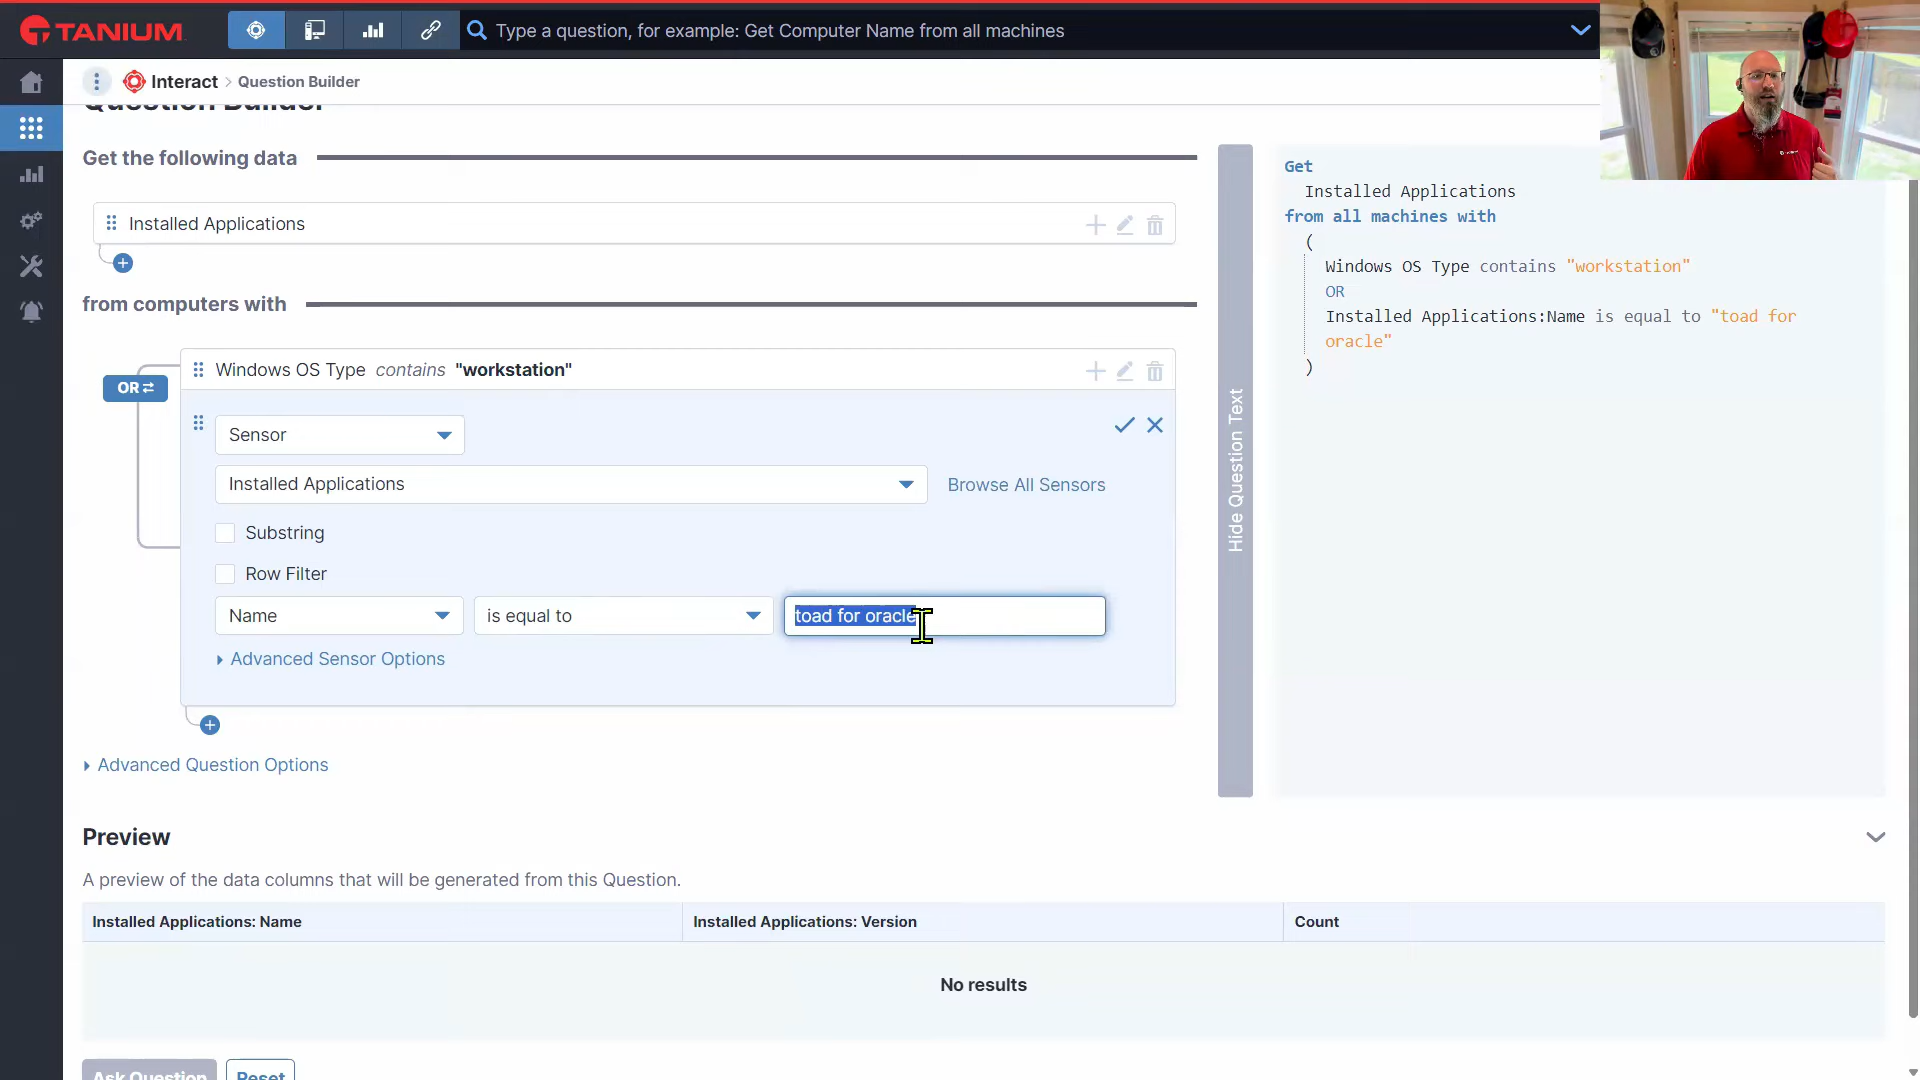 TANIUM
Type a question, for example: Get Computer Name from all machines
Interact > Question Builder
Question Builder
Get the following data
Installed Applications
from computers with
OR
Windows OS Type contains "workstation"
Sensor
Installed Applications
Browse All Sensors
Substring
Row Filter
Name
is equal to
toad for oracle
Advanced Sensor Options
Advanced Question Options
Hide Question Text
Get
Installed Applications
from all machines with
(
Windows OS Type contains "workstation"
OR
Installed Applications:Name is equal to "toad for
oracle"
)
Preview
A preview of the data columns that will be generated from this Question.
Installed Applications: Name
Installed Applications: Version
Count
No results
Ask Question
Reset